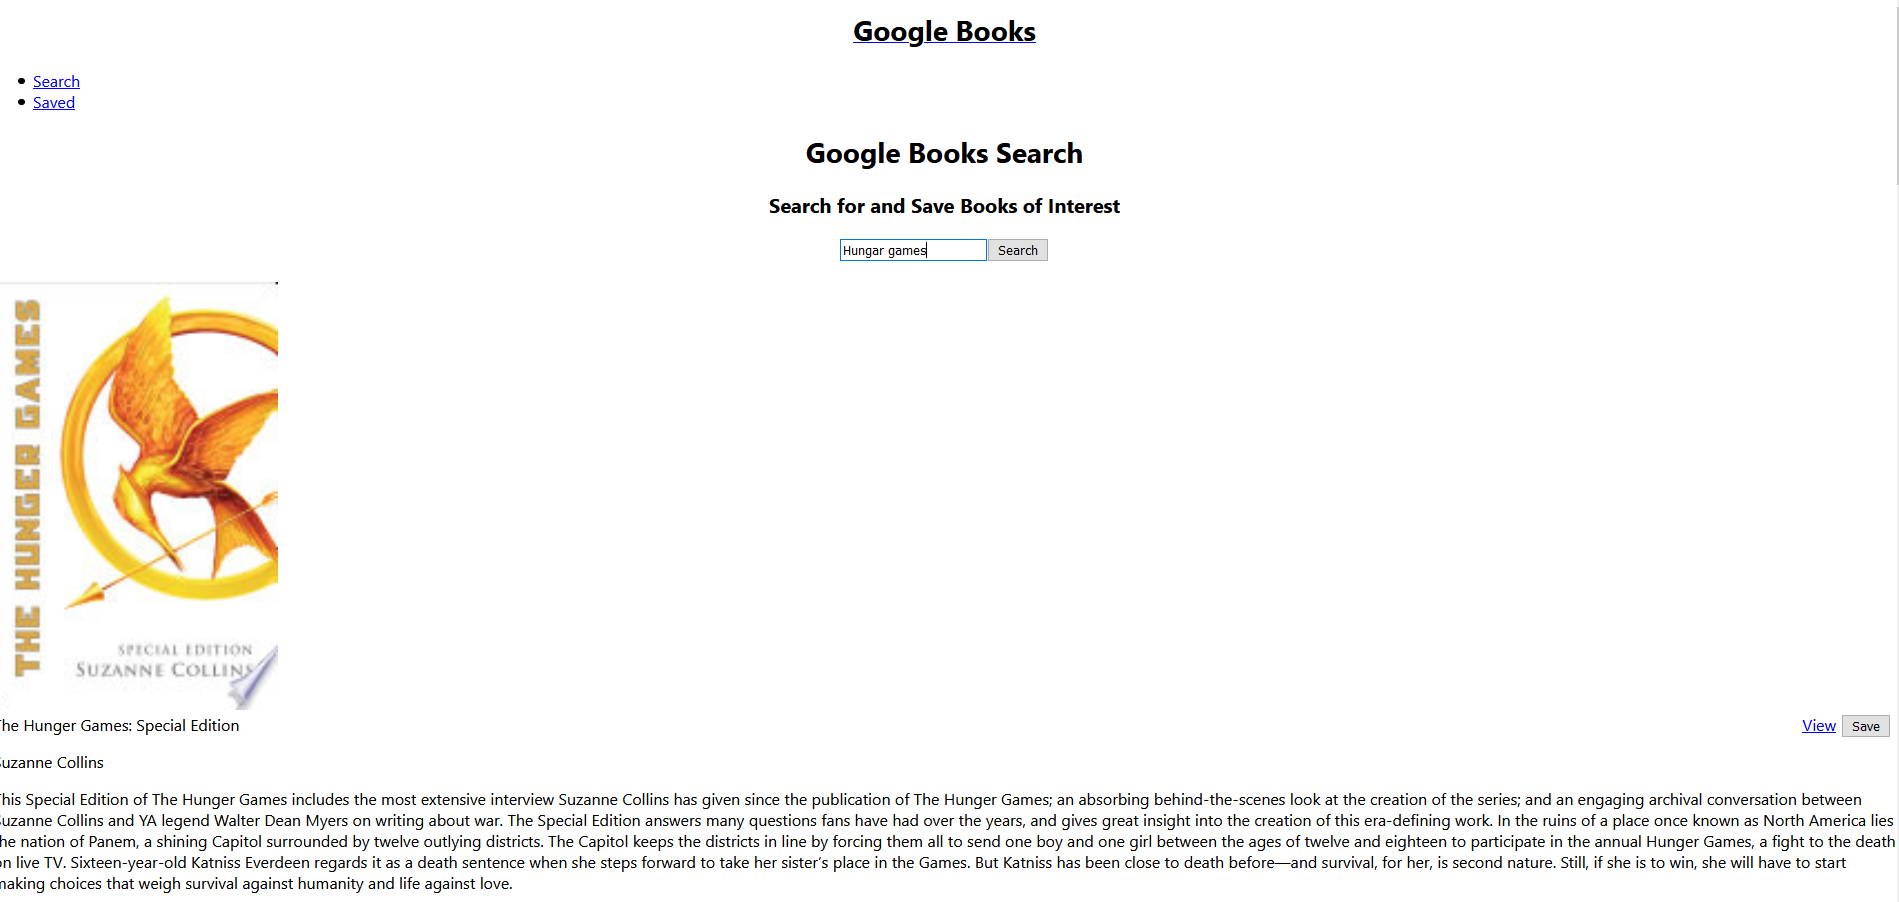 Google Books
Search
Saved
Google Books Search
Search for and Save Books of Interest
Hungar games Search
THE HUNGER GAMES
SPECIAL EDITION
SUZANNE COLLINS
he Hunger Games: Special Edition View Save
uzanne Collins
his Special Edition of The Hunger Games includes the most extensive interview Suzanne Collins has given since the publication of The Hunger Games; an absorbing behind-the-scenes look at the creation of the series; and an engaging archival conversation between
uzanne Collins and YA legend Walter Dean Myers on writing about war. The Special Edition answers many questions fans have had over the years, and gives great insight into the creation of this era-defining work. In the ruins of a place once known as North America lies
he nation of Panem, a shining Capitol surrounded by twelve outlying districts. The Capitol keeps the districts in line by forcing them all to send one boy and one girl between the ages of twelve and eighteen to participate in the annual Hunger Games, a fight to the death
on live TV. Sixteen-year-old Katniss Everdeen regards it as a death sentence when she steps forward to take her sister's place in the Games. But Katniss has been close to death before—and survival, for her, is second nature. Still, if she is to win, she will have to start
making choices that weigh survival against humanity and life against love.